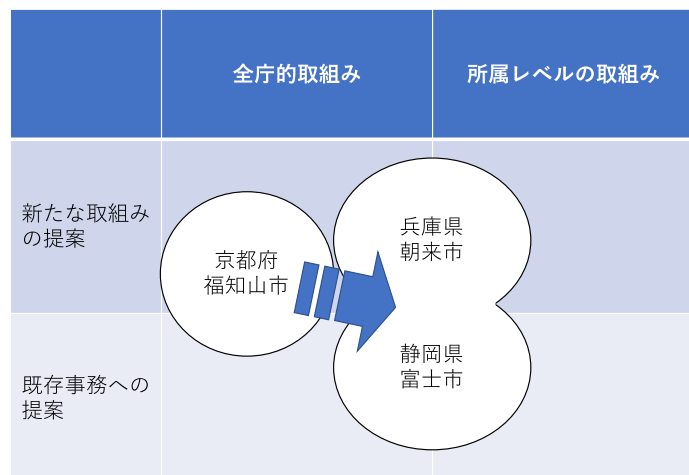 全庁的取組み
所属レベルの取組み
新たな取組み
の提案
京都府
福知山市
兵庫県
朝来市
静岡県
富士市
既存事務への
提案